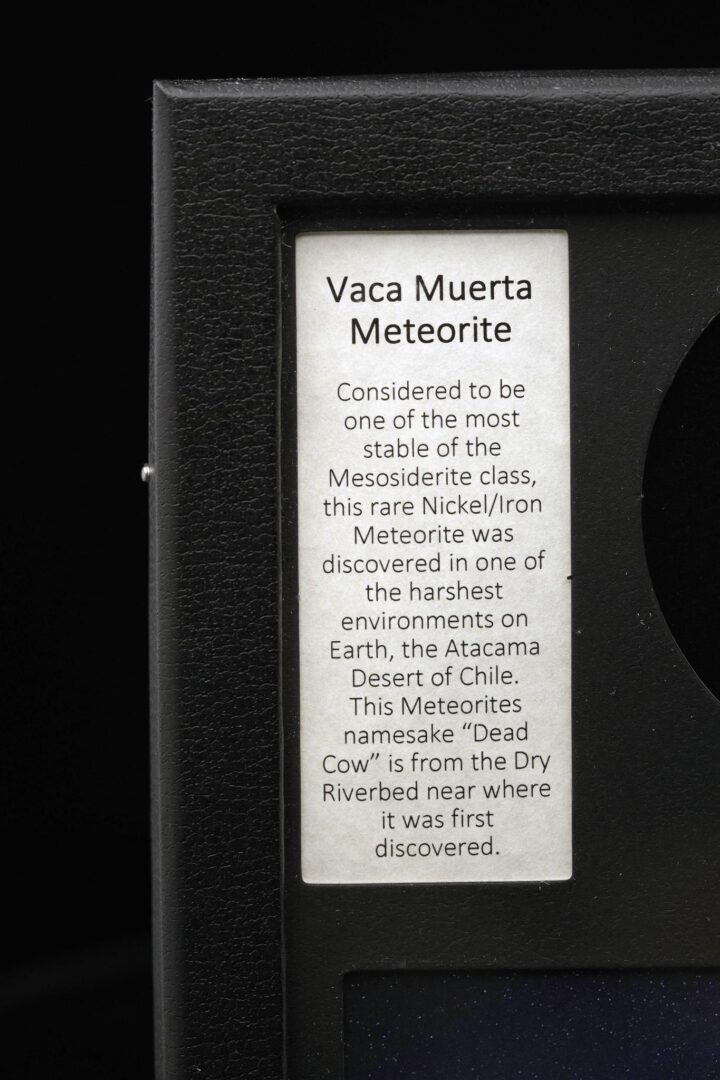 Vaca Muerta
Meteorite
Considered to be
one of the most
stable of the
Mesosiderite class,
this rare Nickel/Iron
Meteorite was
discovered in one of
the harshest
environments on
Earth, the Atacama
Desert of Chile.
This Meteorites
namesake “Dead
Cow” is from the Dry
Riverbed near where
it was first
discovered.